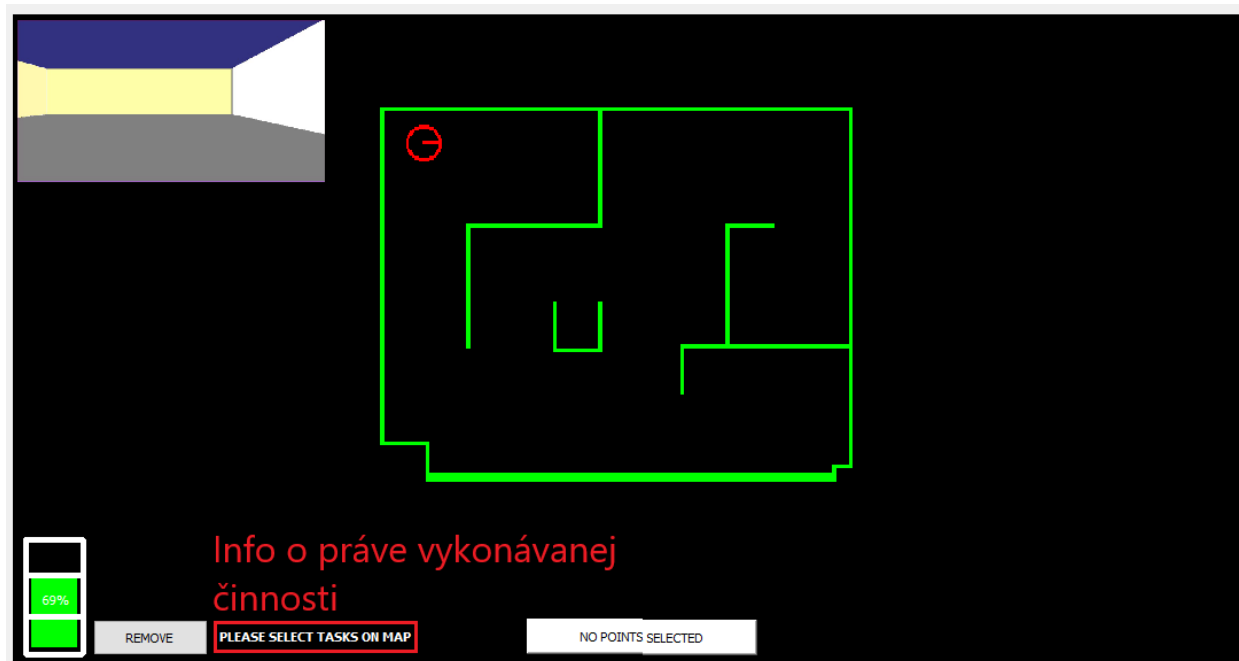 Info o práve vykonávanej
činnosti
69%
REMOVE
PLEASE SELECT TASKS ON MAP
NO POINTS SELECTED